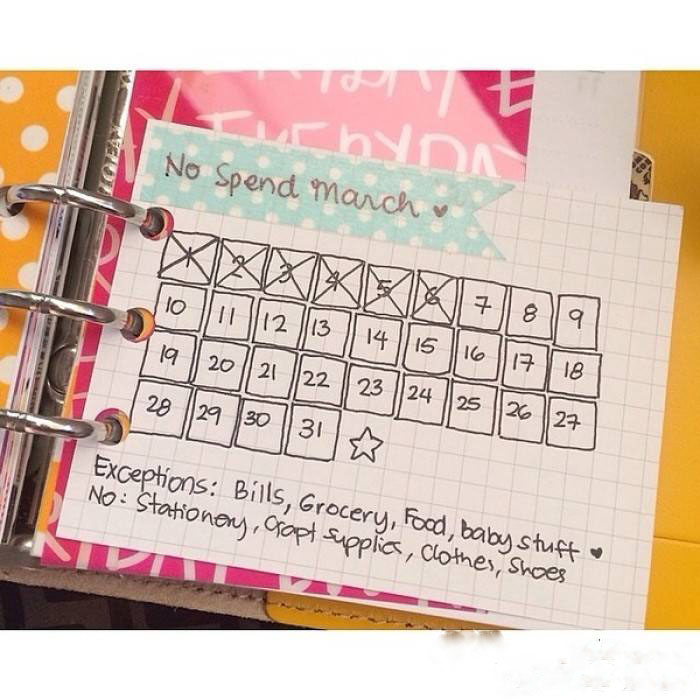 ERYDAY E
EVERYDAY
No Spend March
1 2 3 4 5 6 7 8 9
10 11 12 13 14 15 16 17 18
19 20 21 22 23 24 25 26 27
28 29 30 31
Exceptions: Bills, Grocery, Food, baby stuff
No: Stationery, Craft supplies, Clothes, Shoes